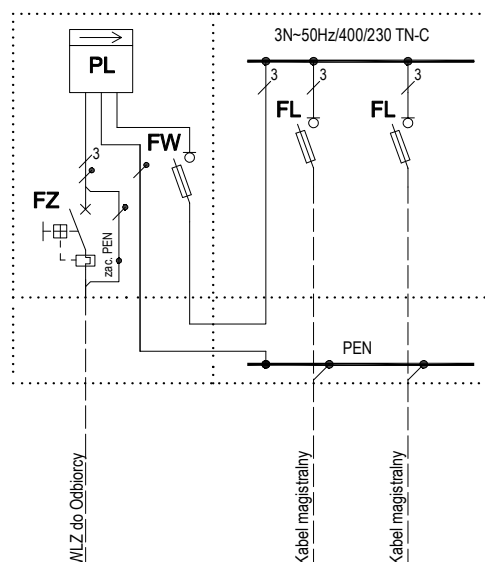 3N~50Hz/400/230 TN-C
PL
3
3
3
FL
FL
FW
3
FZ
zac. PEN
PEN
WLZ do Odbiorcy
Kabel magistralny
Kabel magistralny